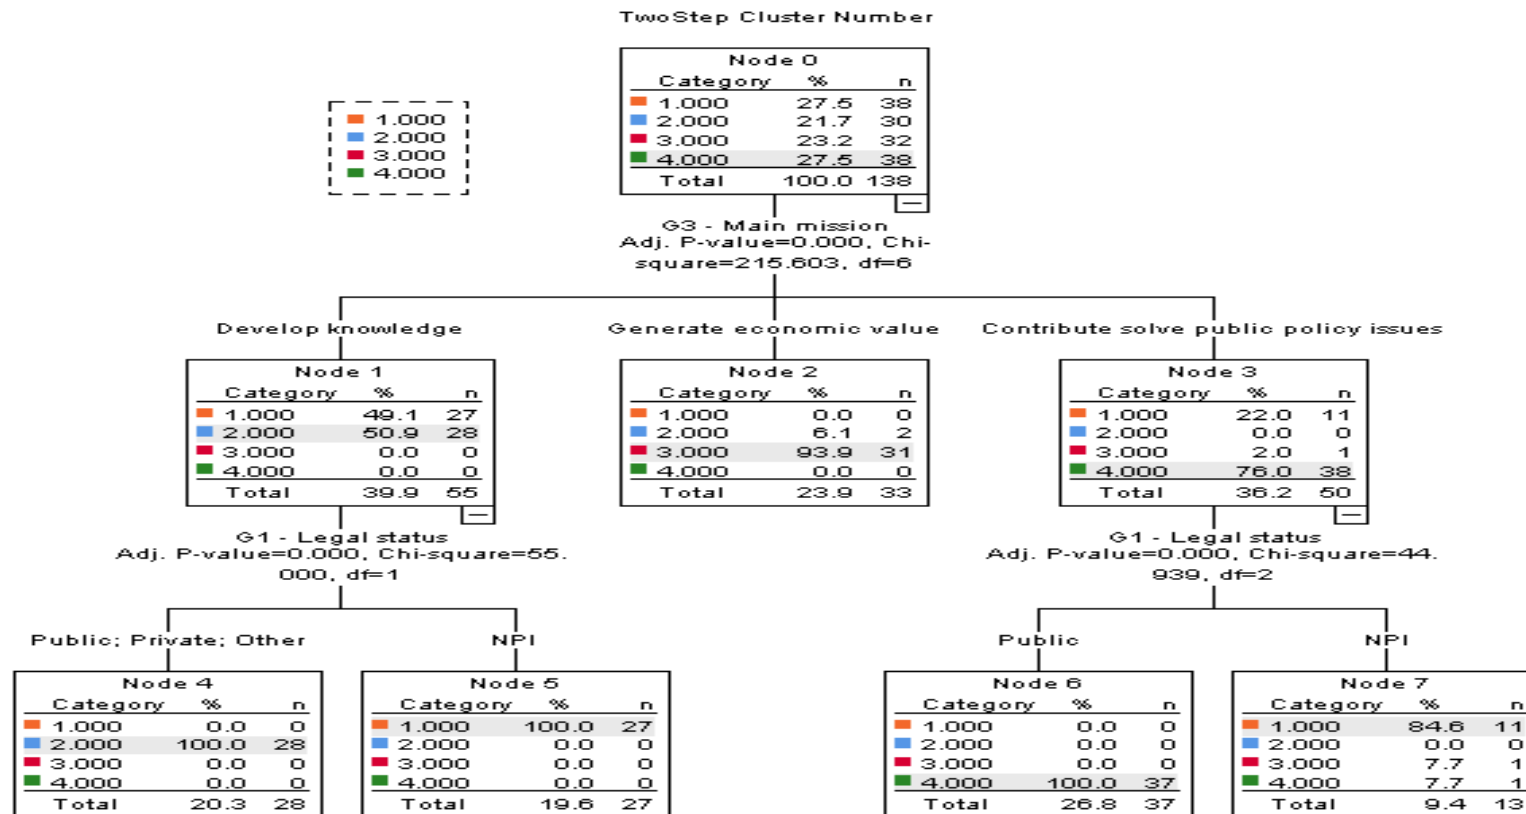 TwoStep Cluster Number
Node 0
Category % n
1.000 27.5 38
2.000 21.7 30
3.000 23.2 32
4.000 27.5 38
Total 100.0 138
1.000
2.000
3.000
4.000
G3 - Main mission
Adj. P-value=0.000, Chi-
square=215.603, df=6
Develop knowledge
Generate economic value
Contribute solve public policy issues
Node 1
Category % n
1.000 49.1 27
2.000 50.9 28
3.000 0.0 0
4.000 0.0 0
Total 39.9 55
Node 2
Category % n
1.000 0.0 0
2.000 6.1 2
3.000 93.9 31
4.000 0.0 0
Total 23.9 33
Node 3
Category % n
1.000 22.0 11
2.000 0.0 0
3.000 2.0 1
4.000 76.0 38
Total 36.2 50
G1 - Legal status
Adj. P-value=0.000, Chi-square=55.
000, df=1
G1 - Legal status
Adj. P-value=0.000, Chi-square=44.
939, df=2
Public; Private; Other
NPI
Public
NPI
Node 4
Category % n
1.000 0.0 0
2.000 100.0 28
3.000 0.0 0
4.000 0.0 0
Total 20.3 28
Node 5
Category % n
1.000 100.0 27
2.000 0.0 0
3.000 0.0 0
4.000 0.0 0
Total 19.6 27
Node 6
Category % n
1.000 0.0 0
2.000 0.0 0
3.000 0.0 0
4.000 100.0 37
Total 26.8 37
Node 7
Category % n
1.000 84.6 11
2.000 0.0 0
3.000 7.7 1
4.000 7.7 1
Total 9.4 13